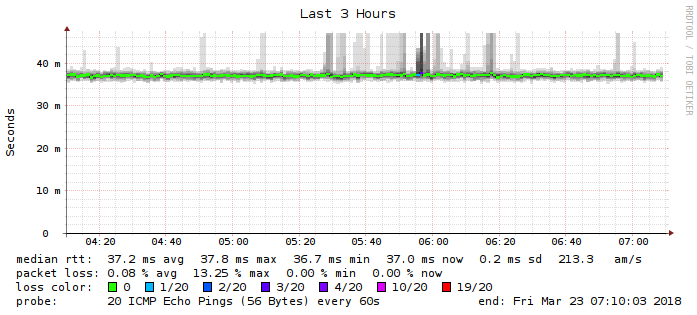 Last 3 Hours
RRDTOOL / TOBI OETIKER
Seconds
40 m
30 m
20 m
10 m
0
04:20 04:40 05:00 05:20 05:40 06:00 06:20 06:40 07:00
median rtt: 37.2 ms avg 37.8 ms max 36.7 ms min 37.0 ms now 0.2 ms sd 213.3 am/s
packet loss: 0.08 % avg 13.25 % max 0.00 % min 0.00 % now
loss color: 0 1/20 2/20 3/20 4/20 10/20 19/20
probe: 20 ICMP Echo Pings (56 Bytes) every 60s end: Fri Mar 23 07:10:03 2018